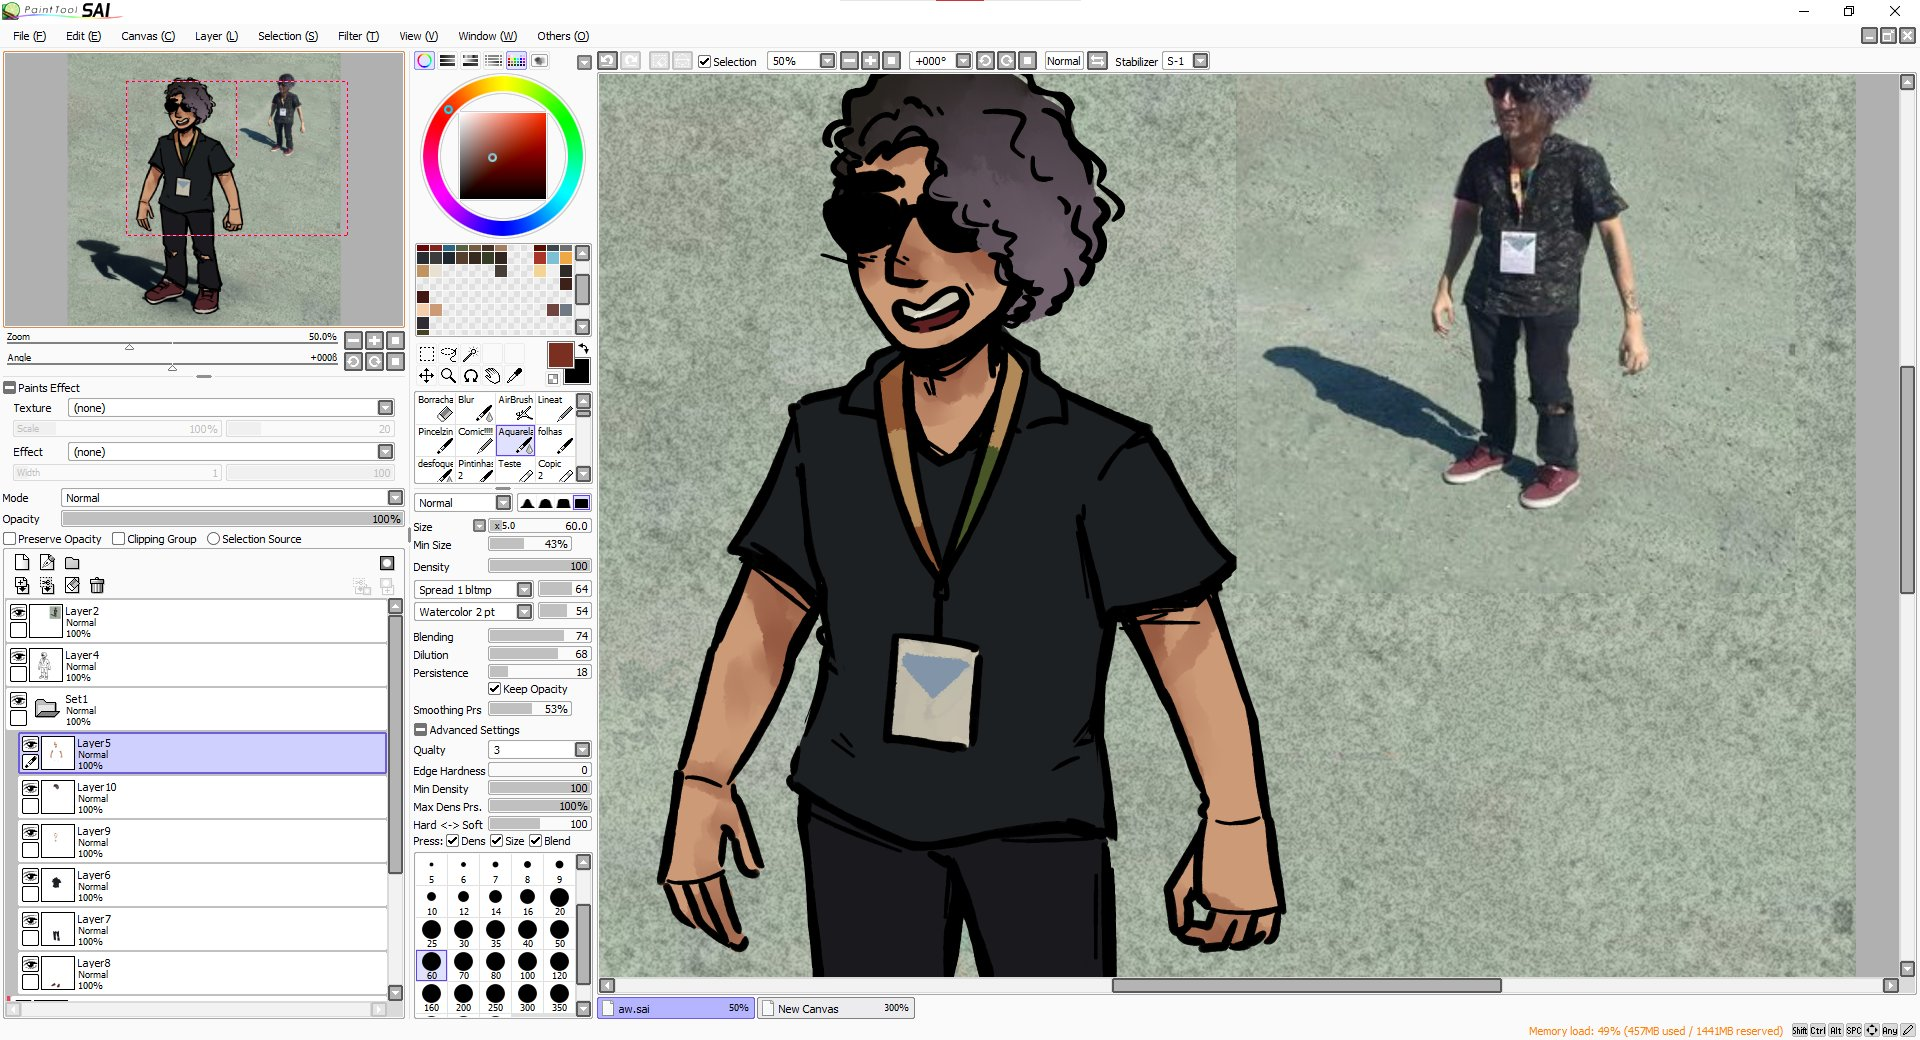 PaintTool SAI
File (F) Edit (E) Canvas (C) Layer (L) Selection (S) Filter (T) View (V) Window (W) Others (O)
Selection 50% +000° Normal Stabilizer S-1
Zoom 50.0%
Angle +000ß
Paints Effect
Texture (none)
Scale 100% 20
Effect (none)
Width 1 100
Mode Normal
Opacity 100%
Preserve Opacity Clipping Group Selection Source
Layer2
Normal
100%
Layer4
Normal
100%
Set1
Normal
100%
Layer5
Normal
100%
Layer10
Normal
100%
Layer9
Normal
100%
Layer6
Normal
100%
Layer7
Normal
100%
Layer8
Normal
100%
Borracha Blur AirBrush Lineat
Pincelzin Comic!!!! Aquarela folhas
desfoque Pintinhas 2 Teste Copic 2
Normal
Size x5.0 60.0
Min Size 43%
Density 100
Spread 1 bltmp 64
Watercolor 2 pt 54
Blending 74
Dilution 68
Persistence 18
Keep Opacity
Smoothing Prs 53%
Advanced Settings
Qualty 3
Edge Hardness 0
Min Density 100
Max Dens Prs. 100%
Hard <-> Soft 100
Press: Dens Size Blend
5 6 7 8 9
10 12 14 16 20
25 30 35 40 50
60 70 80 100 120
160 200 250 300 350
aw.sai 50% New Canvas 300%
Memory load: 49% (457MB used / 1441MB reserved) Shift Ctrl Alt SPC Any